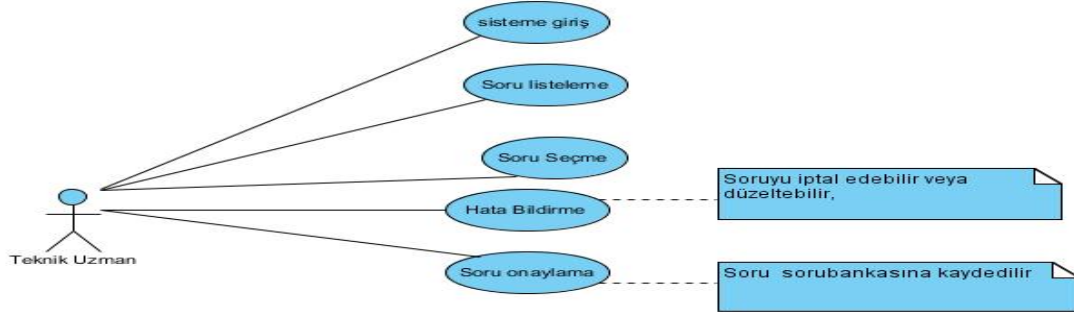 sisteme giriş
Soru listeleme
Soru Seçme
Soruyu iptal edebilir veya
düzeltebilir,
Hata Bildirme
Teknik Uzman
Soru onaylama
Soru sorubankasına kaydedilir